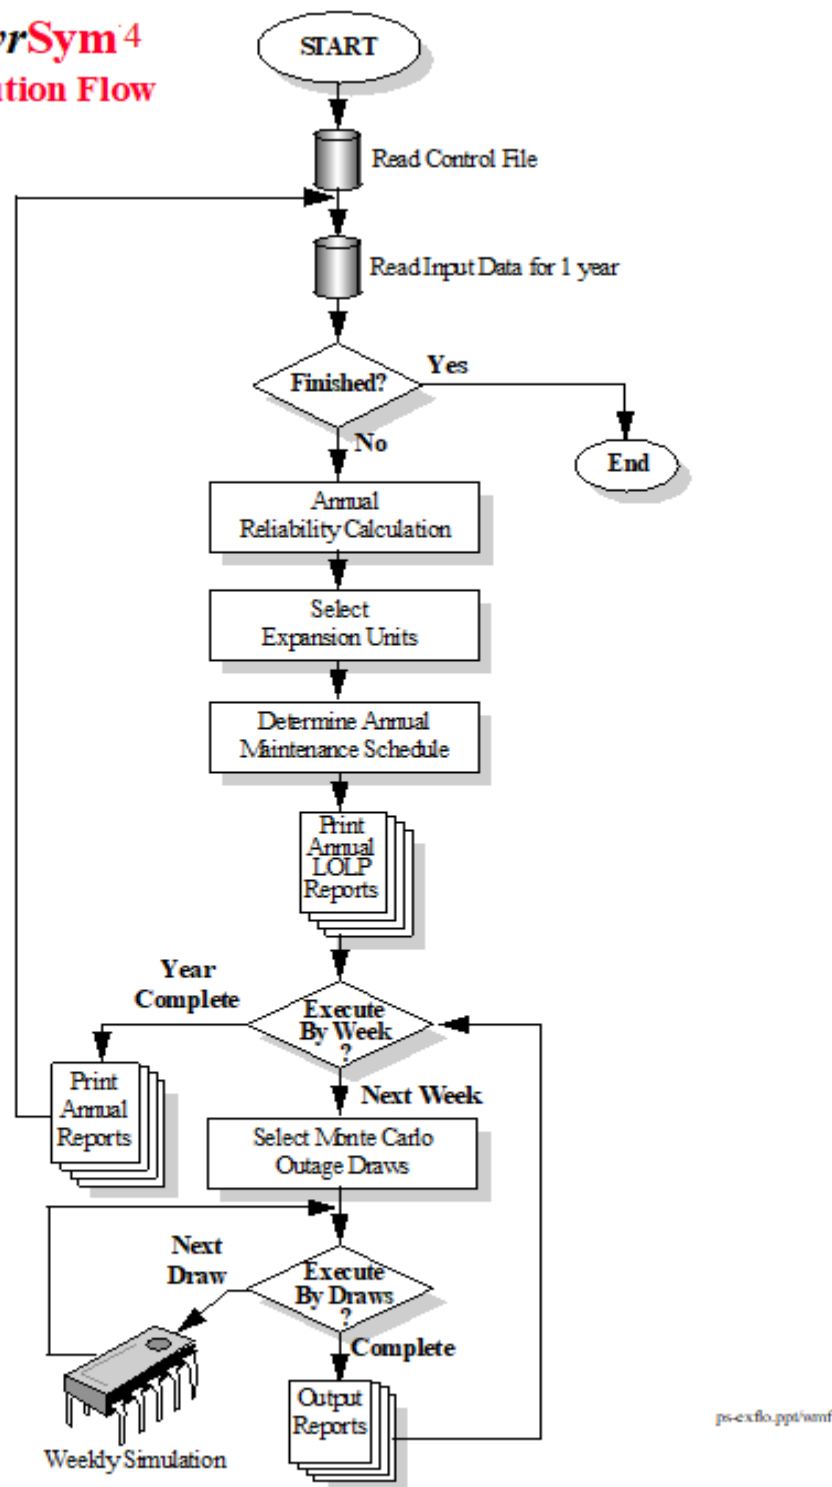 wrSym 4
ution Flow
START
Read Control File
Read Input Data for 1 year
Finished?
Yes
No
End
Annual
Reliability Calculation
Select
Expansion Units
Determine Annual
Maintenance Schedule
Print
Annual
LOLP
Reports
Year
Complete
Execute
By Week
?
Print
Annual
Reports
Next Week
Select Monte Carlo
Outage Draws
Next
Draw
Execute
By Draws
?
Complete
Output
Reports
Weekly Simulation
ps-exflo.ppt/wmf